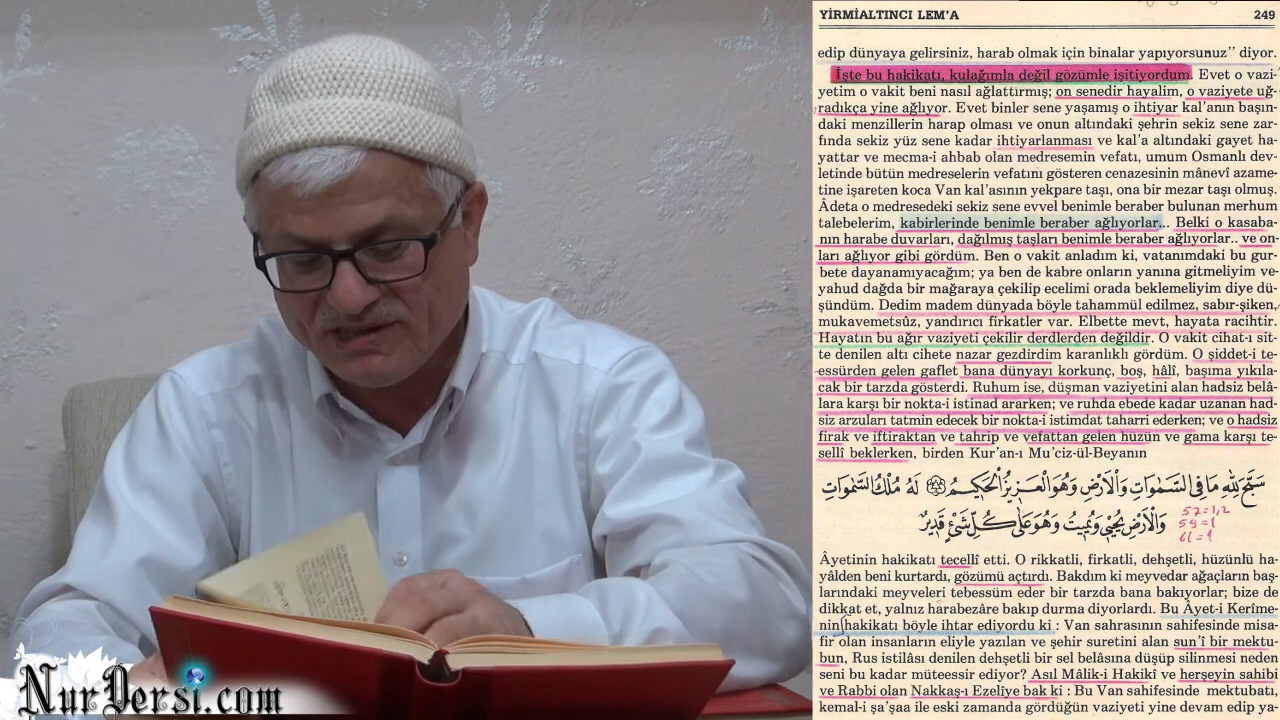 YİRMİALTINCI LEM'A 249
edip dünyaya gelirsiniz, harab olmak için binalar yapıyorsunuz'' diyor.
İşte bu hakikatı, kulağımla değil gözümle işitiyordum. Evet o vazi-
yetim o vakit beni nasıl ağlattırmış; on senedir hayalim, o vaziyete uğ-
radıkça yine ağlıyor. Evet binler sene yaşamış o ihtiyar kal'anın başın-
daki menzillerin harap olması ve onun altındaki şehrin sekiz sene zar-
fında sekiz yüz sene kadar ihtiyarlanması ve kal'a altındaki gayet ha-
yattar ve mecma-i ahbab olan medresemin vefatı, umum Osmanlı dev-
letinde bütün medreselerin vefatını gösteren cenazesinin mânevî azame-
tine işareten koca Van kal'asının yekpare taşı, ona bir mezar taşı olmuş.
Âdeta o medresedeki sekiz sene evvel benimle beraber bulunan merhum
talebelerim, kabirlerinde benimle beraber ağlıyorlar... Belki o kasaba-
nın harabe duvarları, dağılmış taşları benimle beraber ağlıyorlar.. ve on-
ları ağlıyor gibi gördüm. Ben o vakit anladım ki, vatanımdaki bu gur-
bete dayanamıyacağım; ya ben de kabre onların yanına gitmeliyim ve-
yahud dağda bir mağaraya çekilip ecelimi orada beklemeliyim diye dü-
şündüm. Dedim madem dünyada böyle tahammül edilmez, sabır-şiken,
mukavemetsûz, yandırıcı firkatler var. Elbette mevt, hayata racihtir.
Hayatın bu ağır vaziyeti çekilir derdlerden değildir. O vakit cihat-ı sit-
te denilen altı cihete nazar gezdirdim karanlıklı gördüm. O şiddet-i te-
essürden gelen gaflet bana dünyayı korkunç, boş, hâlî, başıma yıkıla-
cak bir tarzda gösterdi. Ruhum ise, düşman vaziyetini alan hadsiz belâ-
lara karşı bir nokta-i istinad ararken; ve ruhda ebede kadar uzanan had-
siz arzuları tatmin edecek bir nokta-i istimdat taharri ederken; ve o hadsiz
firak ve iftiraktan ve tahrip ve vefattan gelen hüzün ve gama karşı te-
sellî beklerken, birden Kur'an-ı Mu'ciz-ül-Beyanın
سَبَّحَ لِلّٰهِ مَا فِى السَّمٰوَاتِ وَالْاَرْضِ وَهُوَ الْعَزِيزُ الْحَكِيمُ لَهُ مُلْكُ السَّمٰوَاتِ
وَالْاَرْضِ يُحْيِى وَيُمِيتُ وَهُوَ عَلٰى كُلِّ شَىْءٍ قَدِيرٌ
57=1,2
59=1
61=1
Âyetinin hakikatı tecellî etti. O rikkatli, firkatli, dehşetli, hüzünlü ha-
yâlden beni kurtardı, gözümü açtırdı. Bakdım ki meyvedar ağaçların baş-
larındaki meyveleri tebessüm eder bir tarzda bana bakıyorlar; bize de
dikkat et, yalnız harabezâre bakıp durma diyorlardı. Bu Âyet-i Kerîme-
nin hakikatı böyle ihtar ediyordu ki : Van sahrasının sahifesinde misa-
fir olan insanların eliyle yazılan ve şehir suretini alan sun'î bir mektu-
bun, Rus istilâsı denilen dehşetli bir sel belâsına düşüp silinmesi neden
seni bu kadar müteessir ediyor? Asıl Mâlik-i Hakikî ve herşeyin sahibi
ve Rabbi olan Nakkaş-ı Ezelîye bak ki : Bu Van sahifesinde mektubatı,
kemal-i şa'şaa ile eski zamanda gördüğün vaziyeti yine devam edip ya-
NurDersi.com